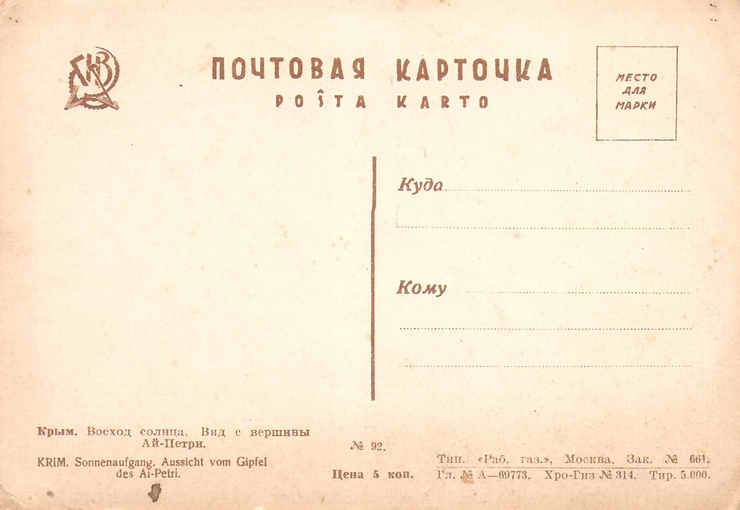 ПОЧТОВАЯ КАРТОЧКА
POŜTA KARTO
МЕСТО
ДЛЯ
МАРКИ
Куда
Кому
Крым. Восход солнца. Вид с вершины
Ай-Петри.
KRIM. Sonnenaufgang. Aussicht vom Gipfel
des Ai-Petri.
№ 92.
Цена 5 коп.
Тип. «Раб. газ.», Москва. Зак. № 661.
Гл. № А—69773. Хро-Гиз № 314. Тир. 5.000.